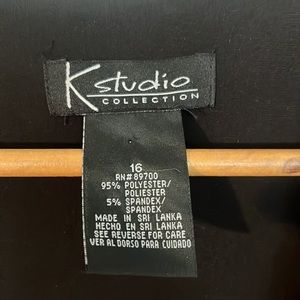 K studio
COLLECTION
16
RN#89700
95% POLYESTER/
POLIESTER
5% SPANDEX/
SPANDEX
MADE IN SRI LANKA
HECHO EN SRI LANKA
SEE REVERSE FOR CARE
VER AL DORSO PARA CUIDADO